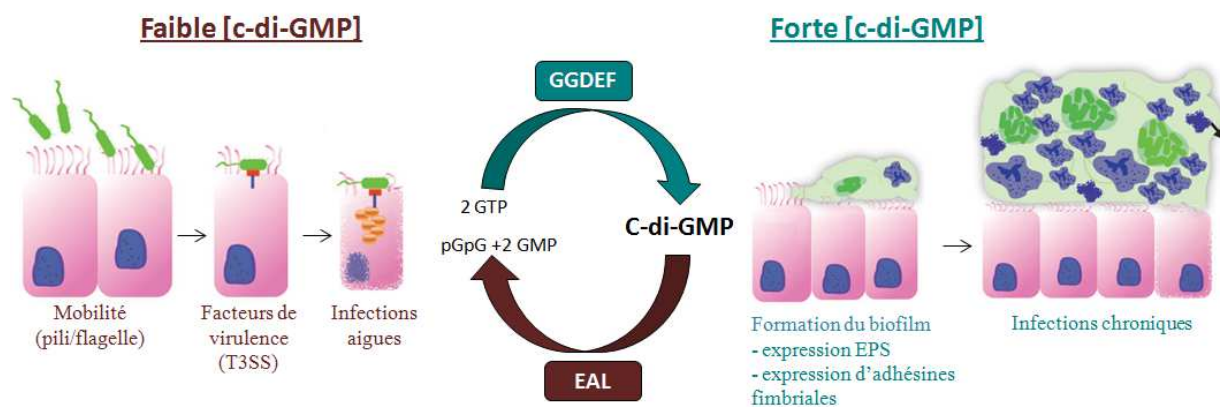 Faible [c-di-GMP]
Forte [c-di-GMP]
GGDEF
2 GTP
C-di-GMP
pGpG +2 GMP
EAL
Mobilité
(pili/flagelle)
Facteurs de
virulence
(T3SS)
Infections
aigues
Formation du biofilm
- expression EPS
- expression d’adhésines
fimbriales
Infections chroniques